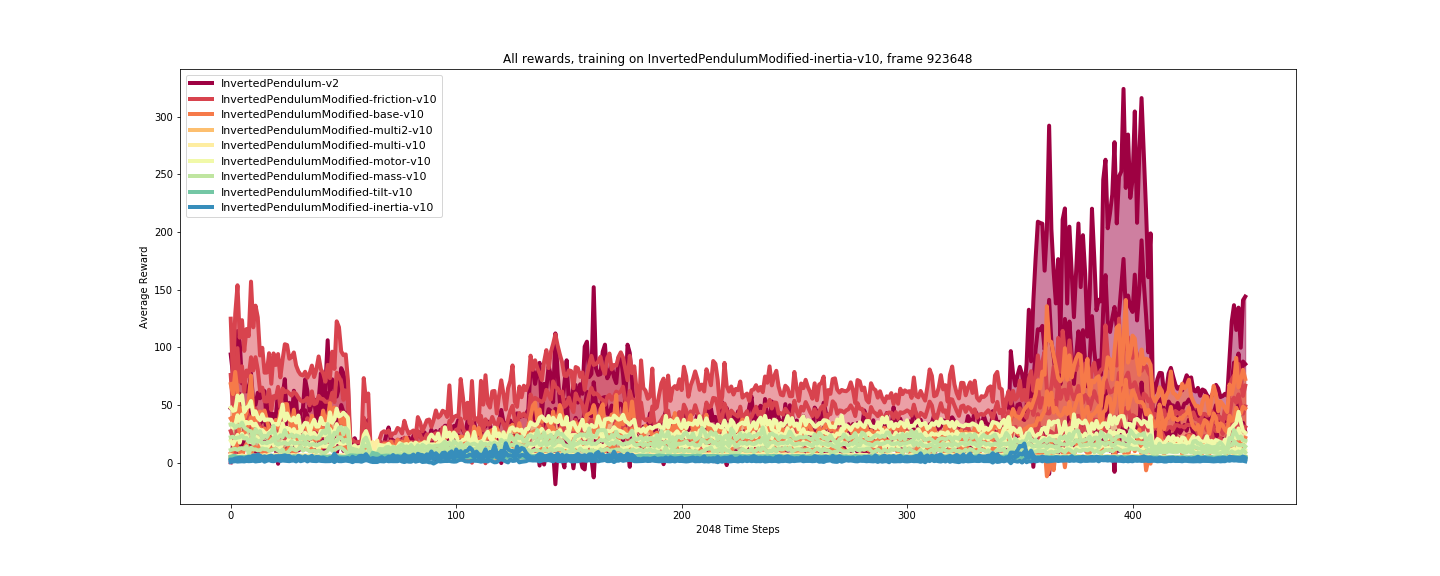 All rewards, training on InvertedPendulumModified-inertia-v10, frame 923648
InvertedPendulum-v2
InvertedPendulumModified-friction-v10
InvertedPendulumModified-base-v10
InvertedPendulumModified-multi2-v10
InvertedPendulumModified-multi-v10
InvertedPendulumModified-motor-v10
InvertedPendulumModified-mass-v10
InvertedPendulumModified-tilt-v10
InvertedPendulumModified-inertia-v10
Average Reward
300
250
200
150
100
50
0
0 100 200 300 400
2048 Time Steps